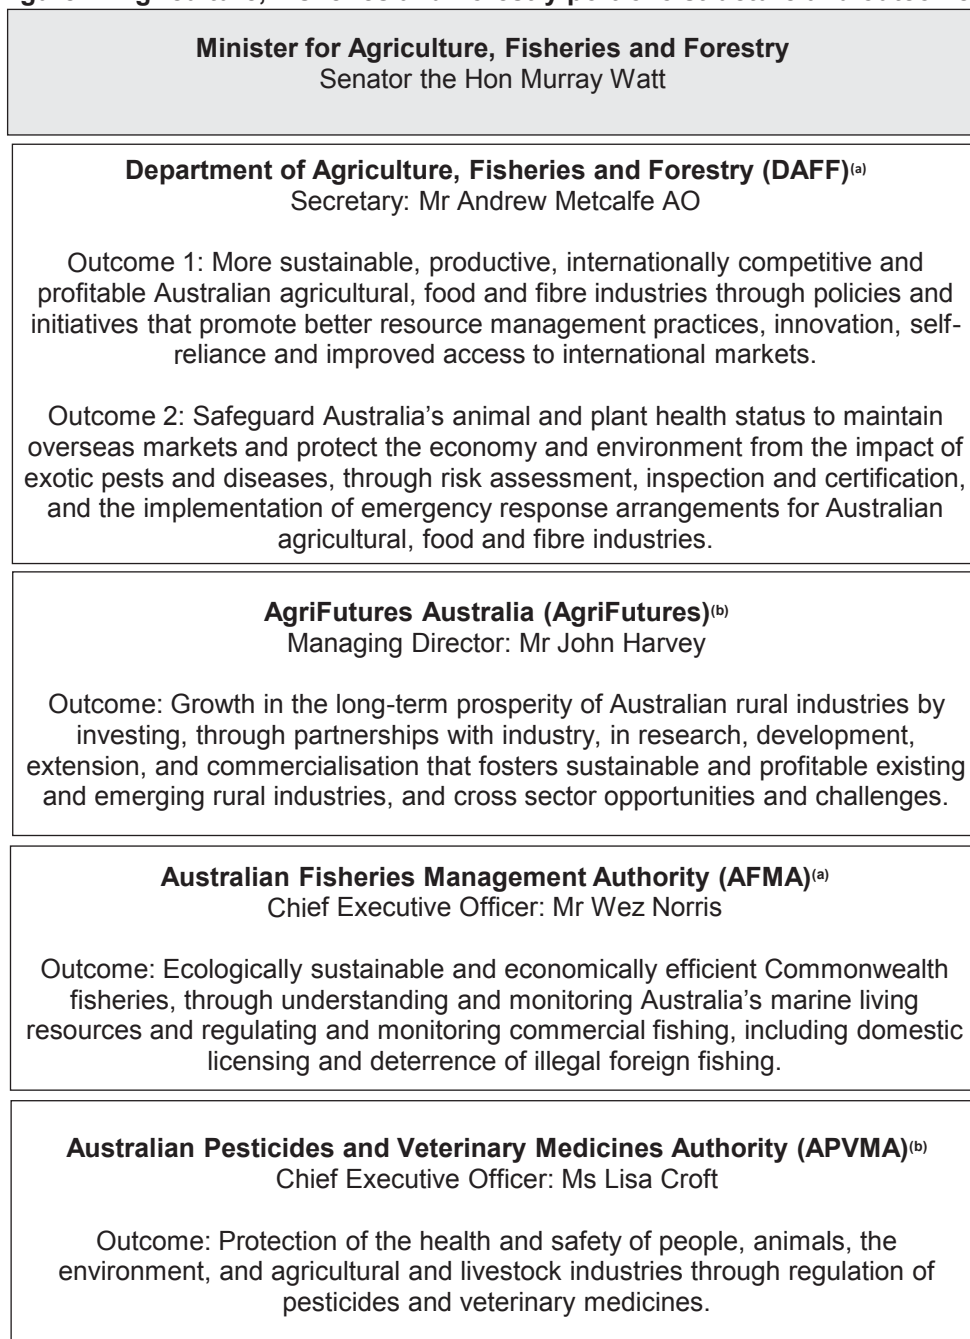 Minister for Agriculture, Fisheries and Forestry
Senator the Hon Murray Watt
Department of Agriculture, Fisheries and Forestry (DAFF)(a)
Secretary: Mr Andrew Metcalfe AO
Outcome 1: More sustainable, productive, internationally competitive and
profitable Australian agricultural, food and fibre industries through policies and
initiatives that promote better resource management practices, innovation, self-
reliance and improved access to international markets.
Outcome 2: Safeguard Australia's animal and plant health status to maintain
overseas markets and protect the economy and environment from the impact of
exotic pests and diseases, through risk assessment, inspection and certification,
and the implementation of emergency response arrangements for Australian
agricultural, food and fibre industries.
AgriFutures Australia (AgriFutures)(b)
Managing Director: Mr John Harvey
Outcome: Growth in the long-term prosperity of Australian rural industries by
investing, through partnerships with industry, in research, development,
extension, and commercialisation that fosters sustainable and profitable existing
and emerging rural industries, and cross sector opportunities and challenges.
Australian Fisheries Management Authority (AFMA)(a)
Chief Executive Officer: Mr Wez Norris
Outcome: Ecologically sustainable and economically efficient Commonwealth
fisheries, through understanding and monitoring Australia's marine living
resources and regulating and monitoring commercial fishing, including domestic
licensing and deterrence of illegal foreign fishing.
Australian Pesticides and Veterinary Medicines Authority (APVMA)(b)
Chief Executive Officer: Ms Lisa Croft
Outcome: Protection of the health and safety of people, animals, the
environment, and agricultural and livestock industries through regulation of
pesticides and veterinary medicines.